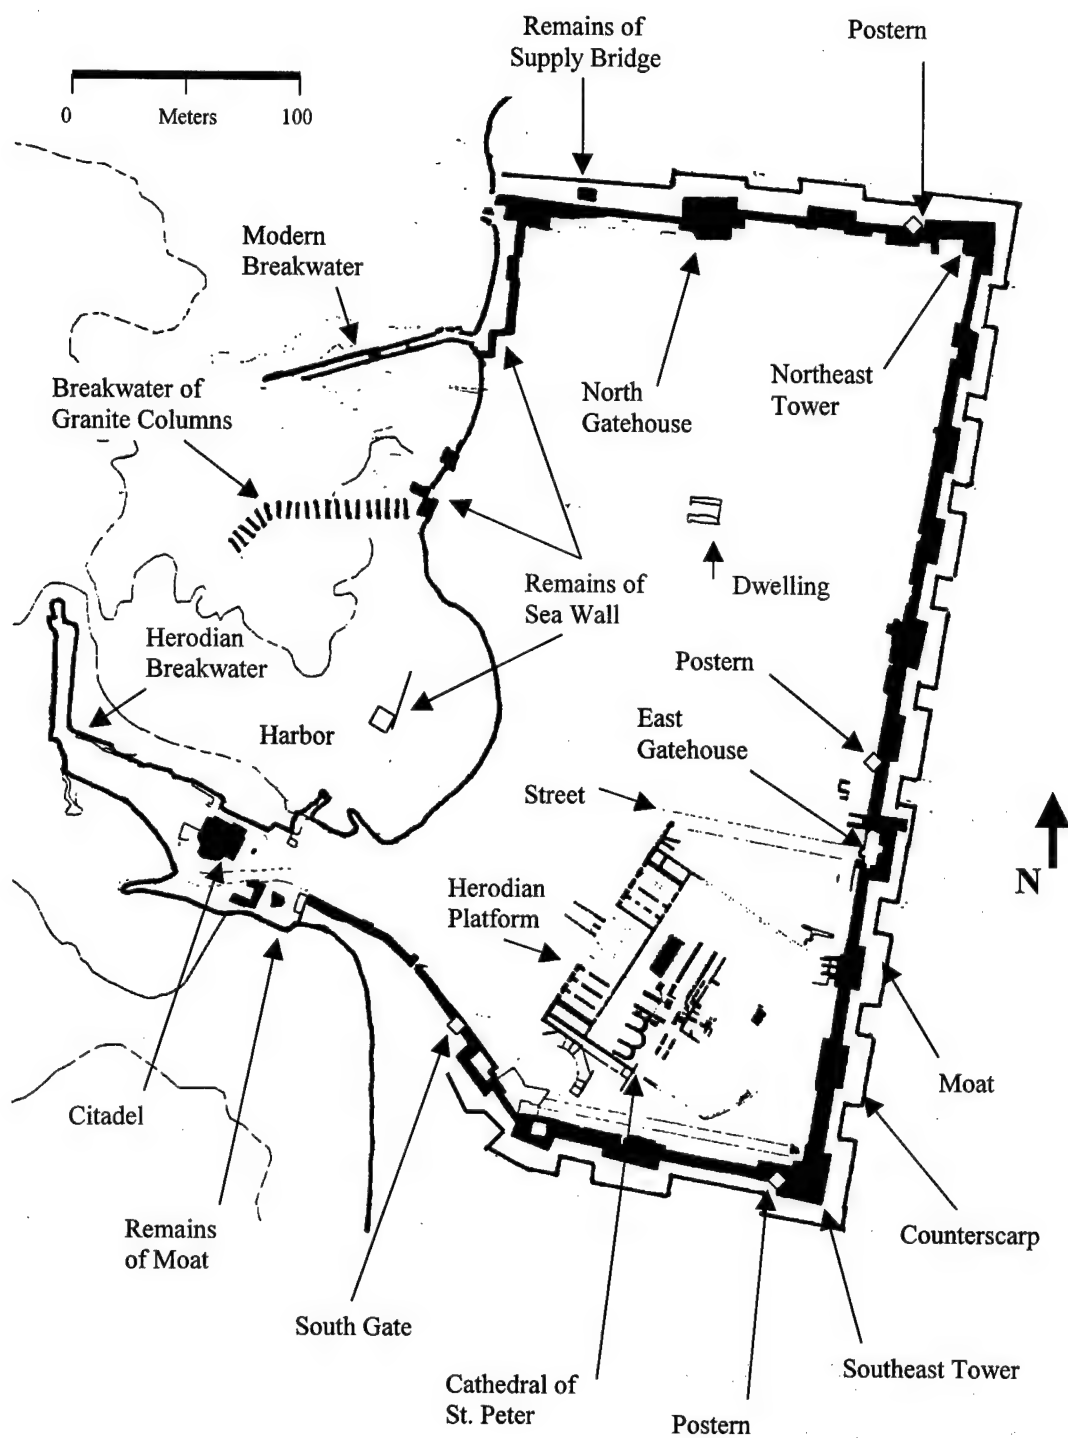 Remains of
Supply Bridge
Postern
0
Meters
100
Modern
Breakwater
Breakwater of
Granite Columns
North
Gatehouse
Northeast
Tower
Dwelling
Remains of
Sea Wall
Herodian
Breakwater
Harbor
Postern
East
Gatehouse
Street
N
Herodian
Platform
Moat
Citadel
Counterscarp
Remains
of Moat
South Gate
Southeast Tower
Cathedral of
St. Peter
Postern